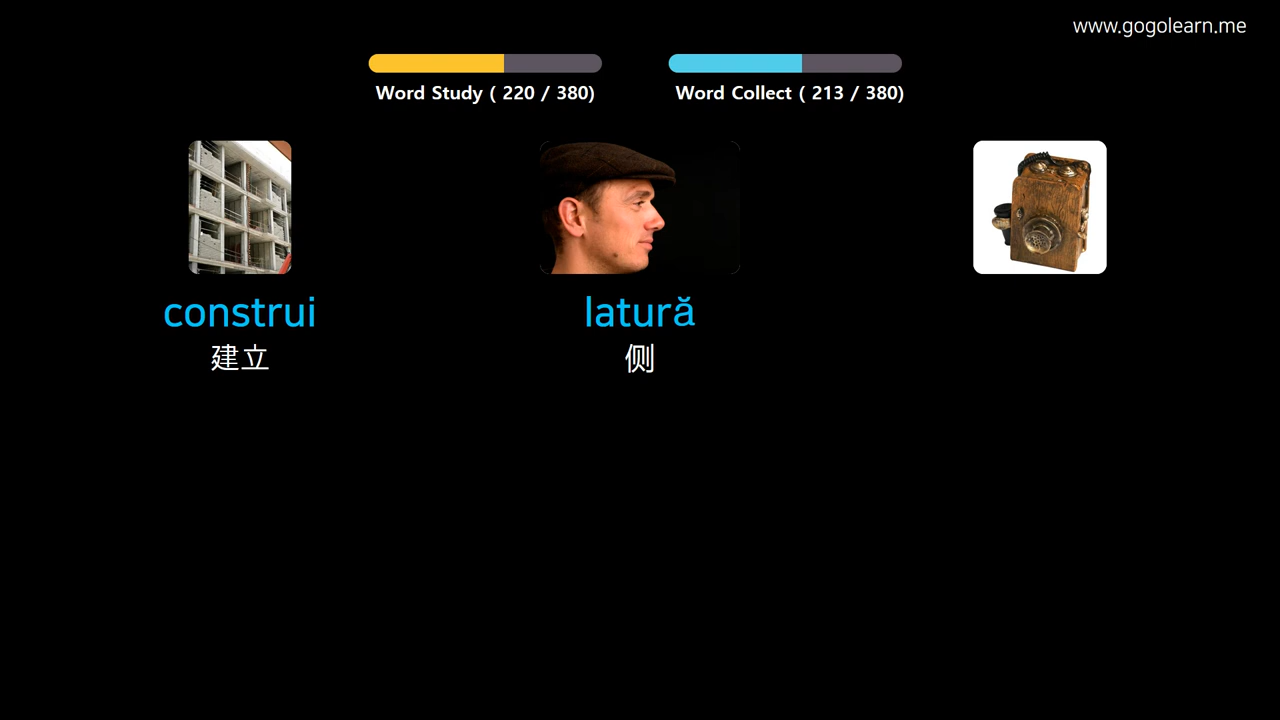 www.gogolearn.me
Word Study ( 220 / 380)
Word Collect ( 213 / 380)
construi
latură
建立
侧